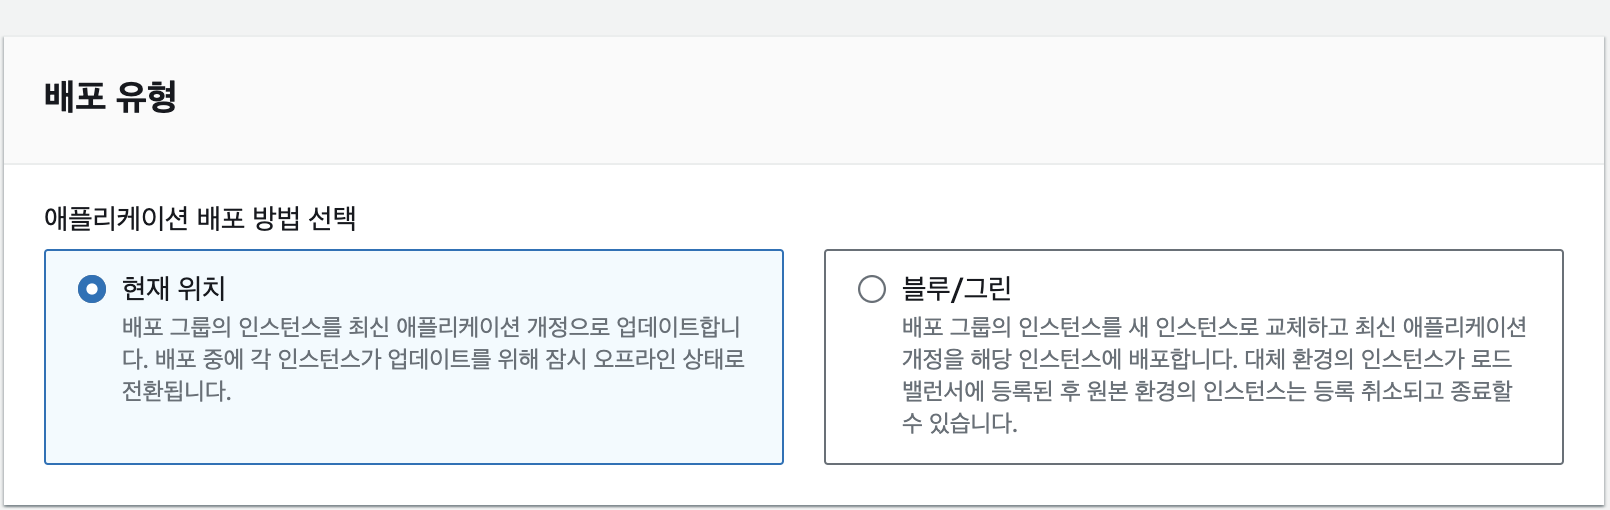 배포 유형
애플리케이션 배포 방법 선택
현재 위치
배포 그룹의 인스턴스를 최신 애플리케이션 개정으로 업데이트합니
다. 배포 중에 각 인스턴스가 업데이트를 위해 잠시 오프라인 상태로
전환됩니다.
블루/그린
배포 그룹의 인스턴스를 새 인스턴스로 교체하고 최신 애플리케이션
개정을 해당 인스턴스에 배포합니다. 대체 환경의 인스턴스가 로드
밸런서에 등록된 후 원본 환경의 인스턴스는 등록 취소되고 종료할
수 있습니다.